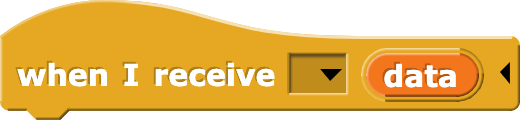 when I receive data